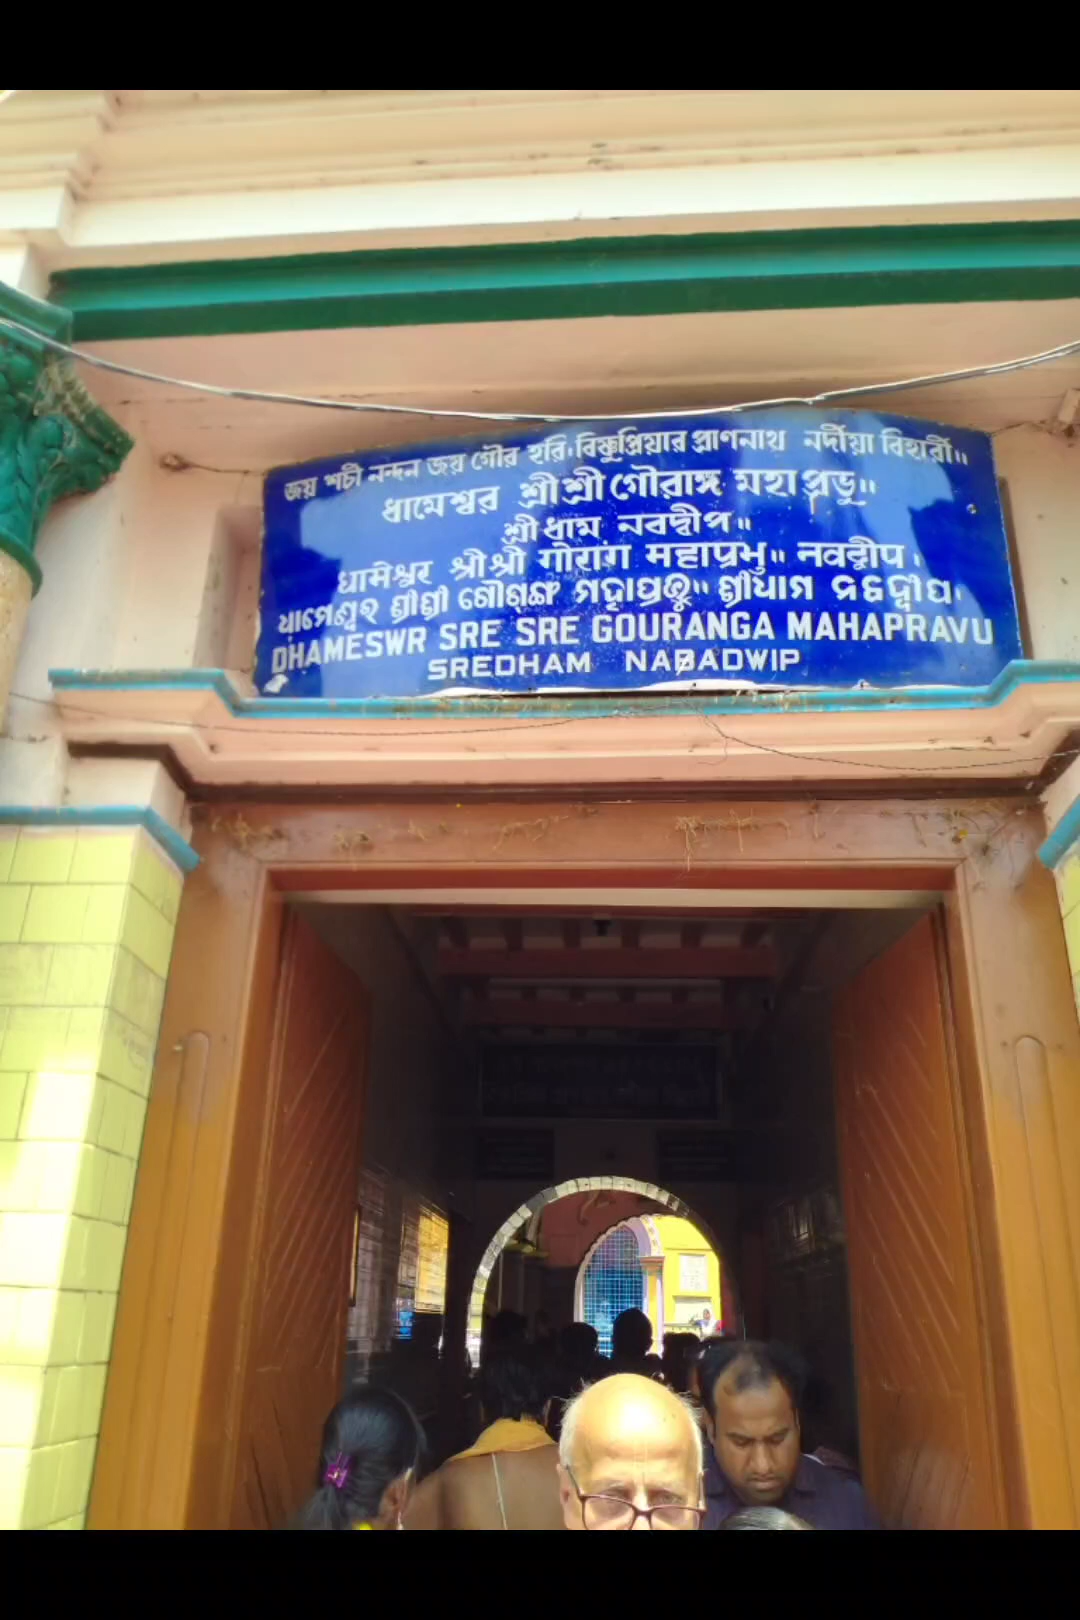 জয় শচী নন্দন জয় গৌর হরি। বিষ্ণুপ্রিয়ার প্রাণনাথ নদীয়া বিহারী।।
ধামেশ্বর শ্রীশ্রী গৌরাঙ্গ মহাপ্রভু।।
শ্রীধাম নবদ্বীপ।।
धामेश्वर श्रीश्री गौरांग महाप्रभु।। नवद्वीप।
ଧାମେଶ୍ୱର ଶ୍ରୀଶ୍ରୀ ଗୌରାଙ୍ଗ ମହାପ୍ରଭୁ।। ଶ୍ରୀଧାମ ନବଦ୍ୱୀପ।
DHAMESWR SRE SRE GOURANGA MAHAPRAVU
SREDHAM NABADWIP